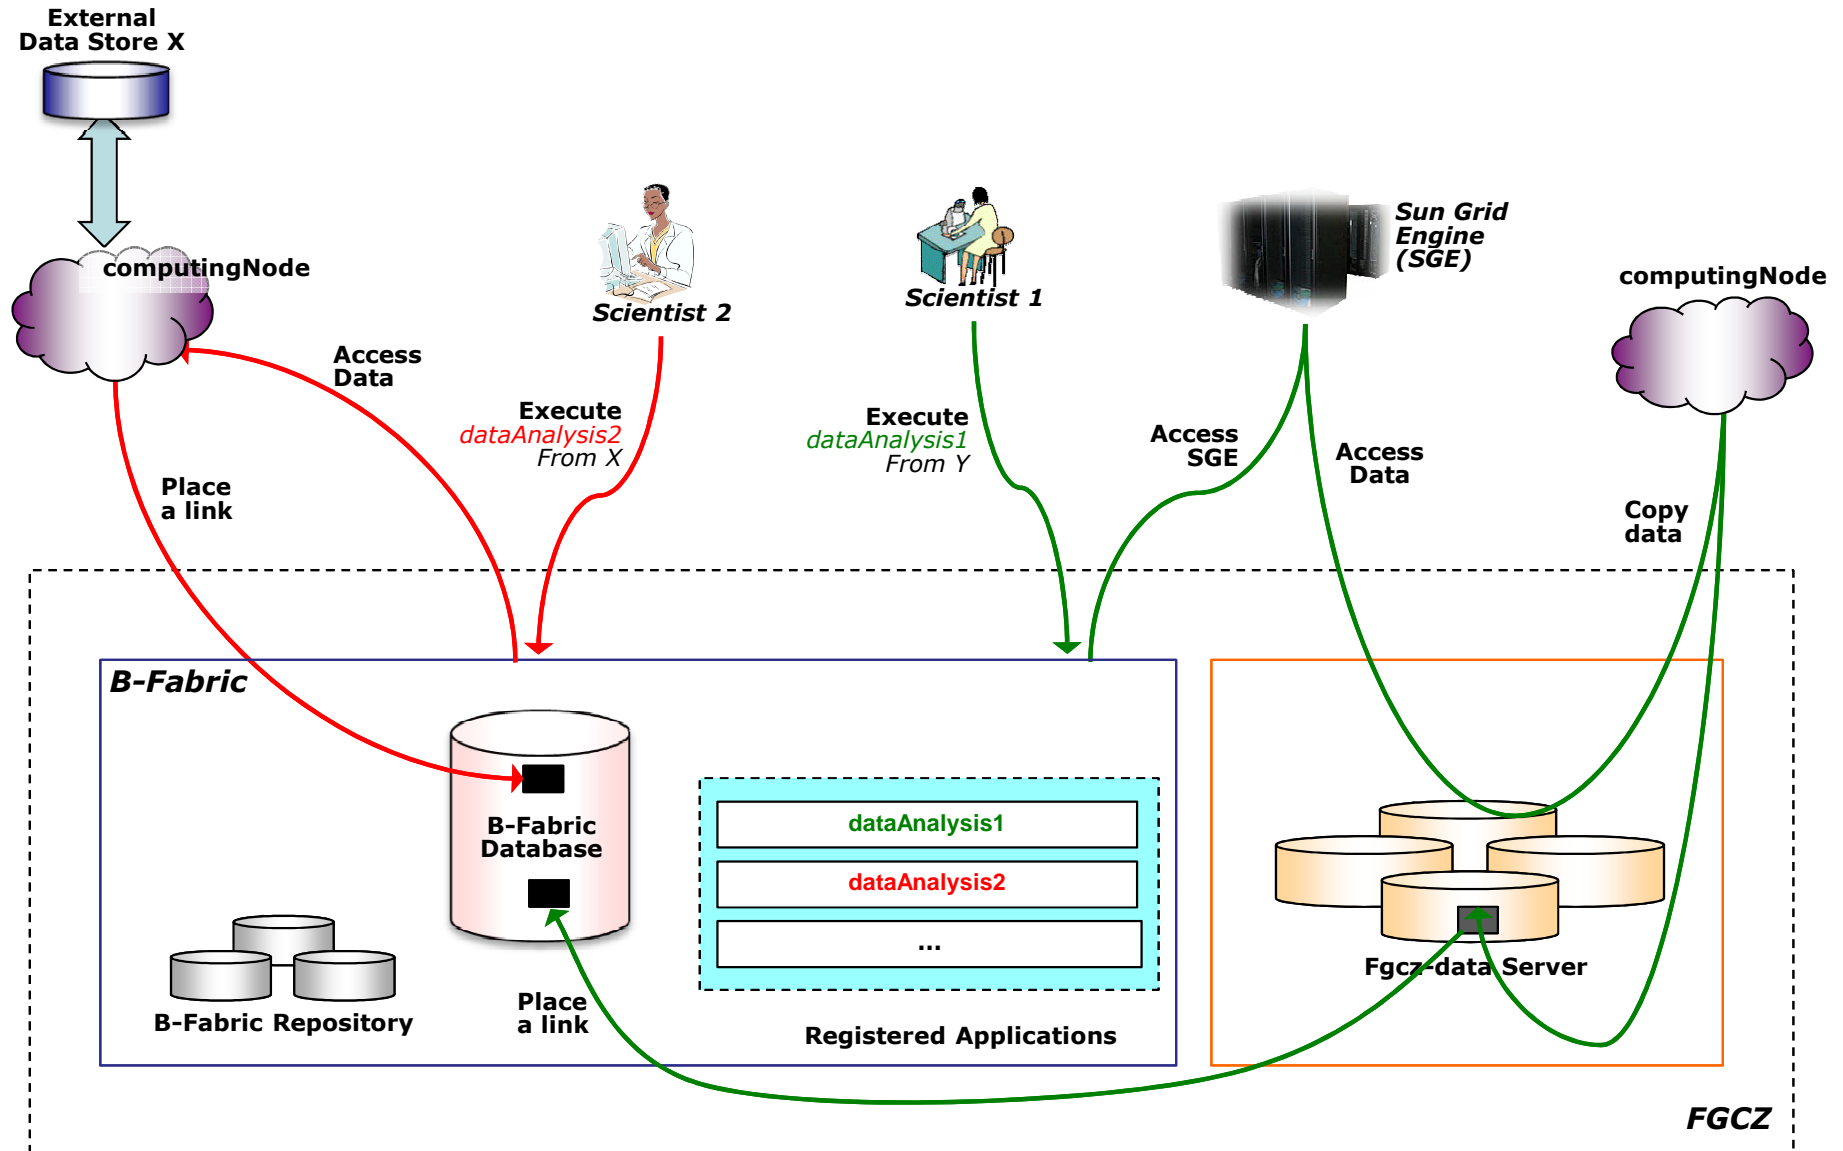 External
Data Store X
computingNode
Scientist 2
Scientist 1
Sun Grid
Engine
(SGE)
computingNode
Access
Data
Execute
dataAnalysis2
From X
Execute
dataAnalysis1
From Y
Access
SGE
Access
Data
Place
a link
Copy
data
B-Fabric
B-Fabric
Database
dataAnalysis1
dataAnalysis2
...
Registered Applications
B-Fabric Repository
Place
a link
Fgcz-data Server
FGCZ